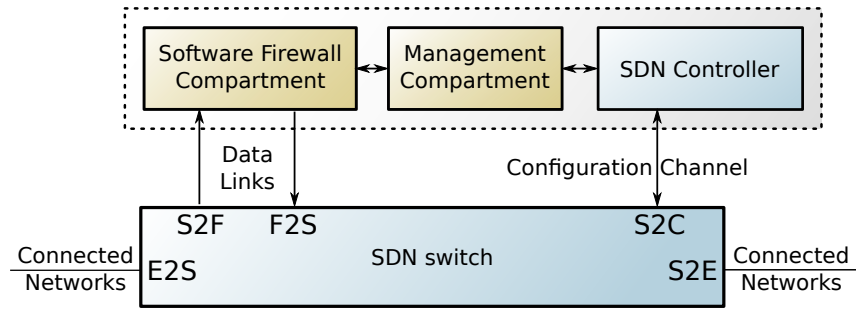 Software Firewall
Compartment
Management
Compartment
SDN Controller
Data
Links
Configuration Channel
S2F
F2S
S2C
SDN switch
Connected
Networks
E2S
S2E
Connected
Networks